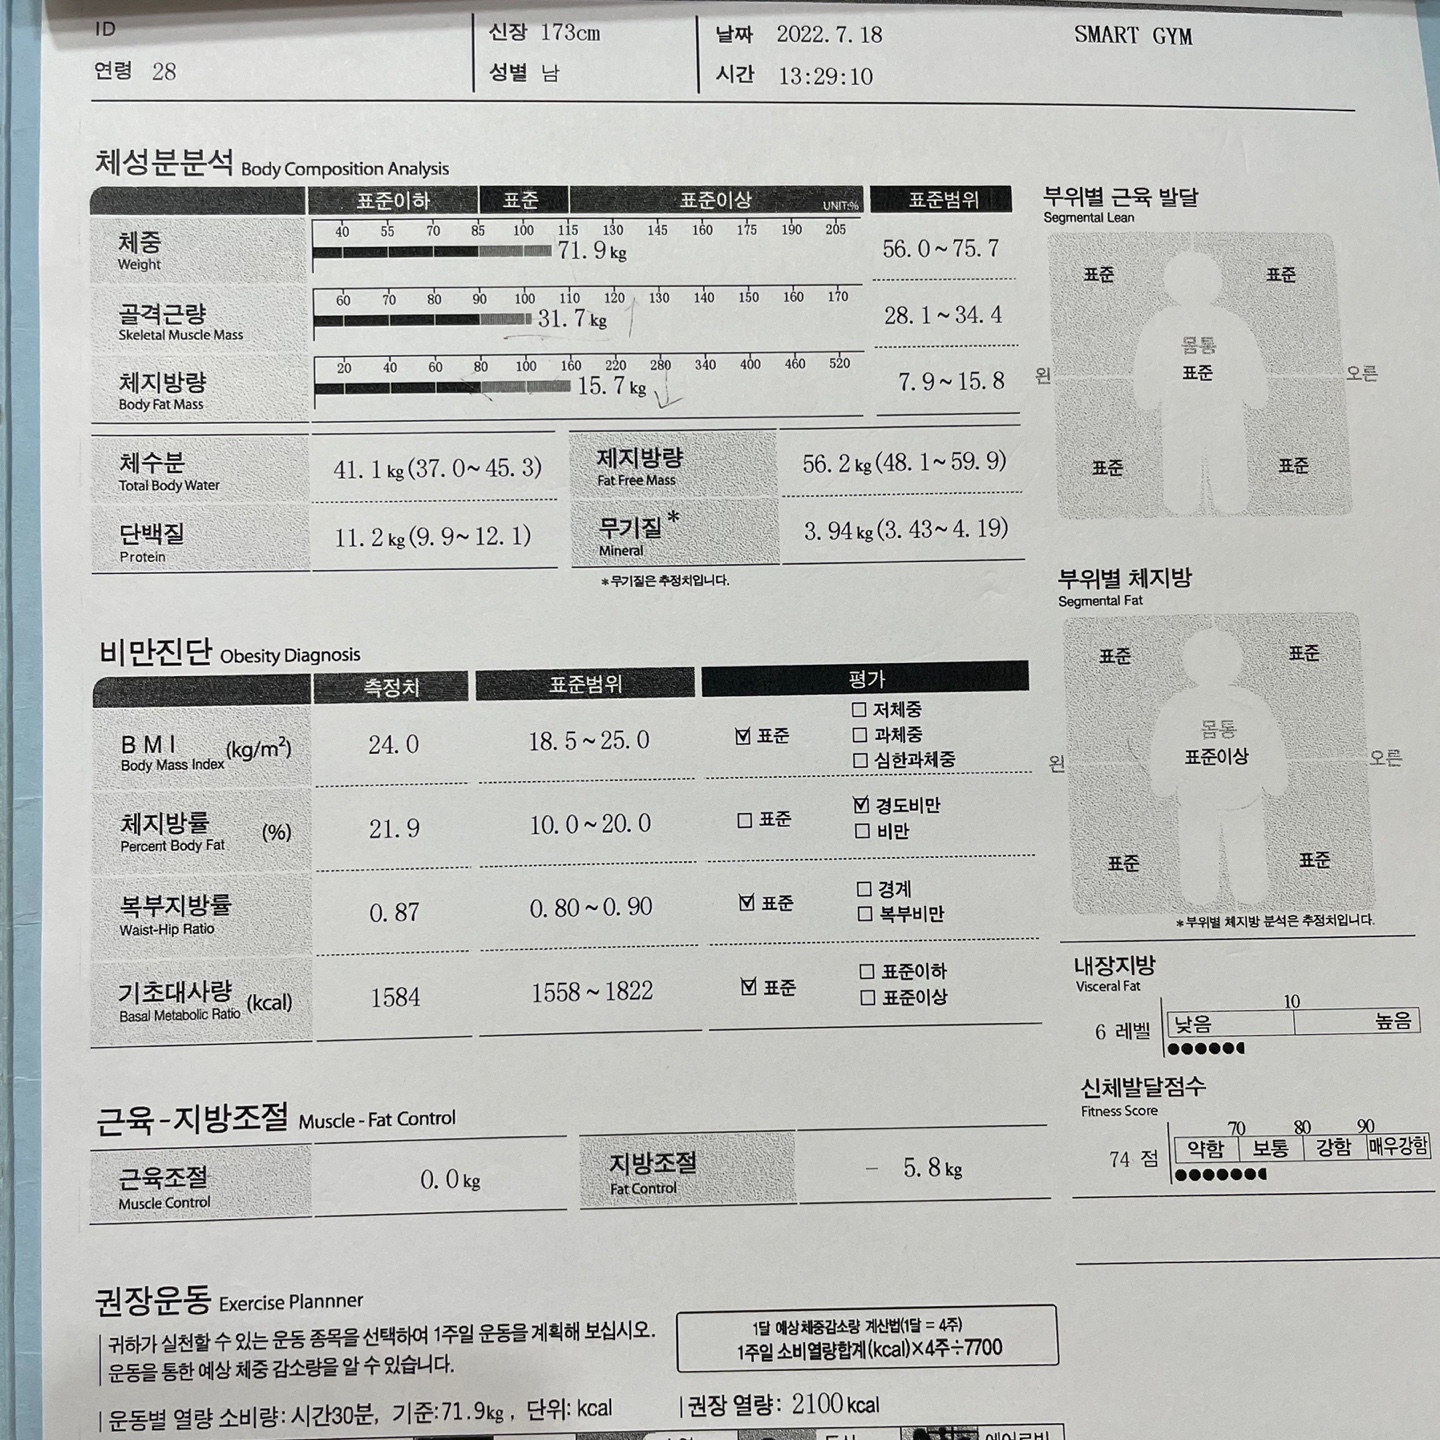 ID
신장 173cm
날짜 2022.7.18
SMART GYM
연령 28
성별 남
시간 13:29:10
체성분분석 Body Composition Analysis
표준이하 표준 표준이상 UNIT:% 표준범위
체중 Weight
40 55 70 85 100 115 130 145 160 175 190 205
71.9kg
56.0~75.7
골격근량 Skeletal Muscle Mass
60 70 80 90 100 110 120 130 140 150 160 170
31.7kg
28.1~34.4
체지방량 Body Fat Mass
20 40 60 80 100 160 220 280 340 400 460 520
15.7kg
7.9~15.8
체수분 Total Body Water
41.1kg(37.0~45.3)
제지방량 Fat Free Mass
56.2kg(48.1~59.9)
단백질 Protein
11.2kg(9.9~12.1)
무기질* Mineral
3.94kg(3.43~4.19)
*무기질은 추정치입니다.
부위별 근육 발달
Segmental Lean
표준 표준
몸통
표준
왼 오른
표준 표준
비만진단 Obesity Diagnosis
측정치 표준범위 평가
BMI (kg/m²)
Body Mass Index
24.0
18.5~25.0
☑ 표준
☐ 저체중
☐ 과체중
☐ 심한과체중
체지방률 (%)
Percent Body Fat
21.9
10.0~20.0
☐ 표준
☑ 경도비만
☐ 비만
복부지방률
Waist-Hip Ratio
0.87
0.80~0.90
☑ 표준
☐ 경계
☐ 복부비만
기초대사량 (kcal)
Basal Metabolic Ratio
1584
1558~1822
☑ 표준
☐ 표준이하
☐ 표준이상
부위별 체지방
Segmental Fat
표준 표준
몸통
표준이상
왼 오른
표준 표준
*부위별 체지방 분석은 추정치입니다.
내장지방
Visceral Fat
10
6 레벨
낮음 높음
신체발달점수
Fitness Score
70 80 90
74 점
약함 보통 강함 매우강함
근육-지방조절 Muscle-Fat Control
근육조절 Muscle Control
0.0kg
지방조절 Fat Control
- 5.8kg
권장운동 Exercise Plannner
귀하가 실천할 수 있는 운동 종목을 선택하여 1주일 운동을 계획해 보십시오.
운동을 통한 예상 체중 감소량을 알 수 있습니다.
1달 예상체중감소량 계산법(1달 = 4주)
1주일 소비열량합계(kcal)×4주÷7700
운동별 열량 소비량: 시간30분, 기준:71.9kg, 단위: kcal
권장 열량: 2100kcal